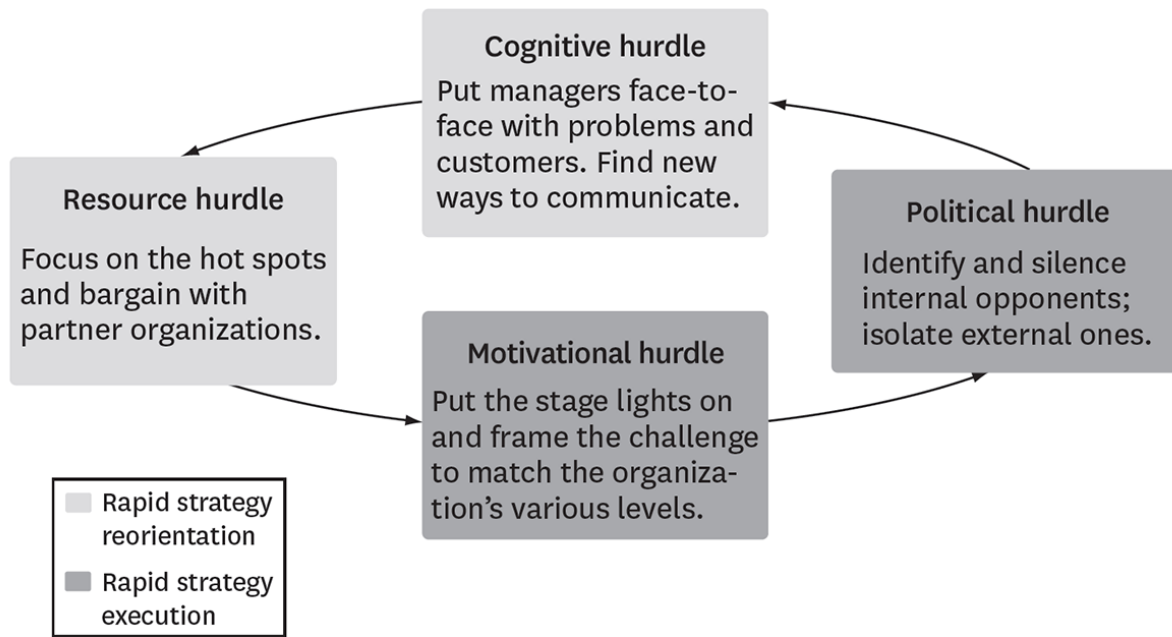 Cognitive hurdle
Put managers face-to-
face with problems and
customers. Find new
ways to communicate.
Resource hurdle
Focus on the hot spots
and bargain with
partner organizations.
Political hurdle
Identify and silence
internal opponents;
isolate external ones.
Motivational hurdle
Put the stage lights on
and frame the challenge
to match the organiza-
tion’s various levels.
Rapid strategy
reorientation
Rapid strategy
execution